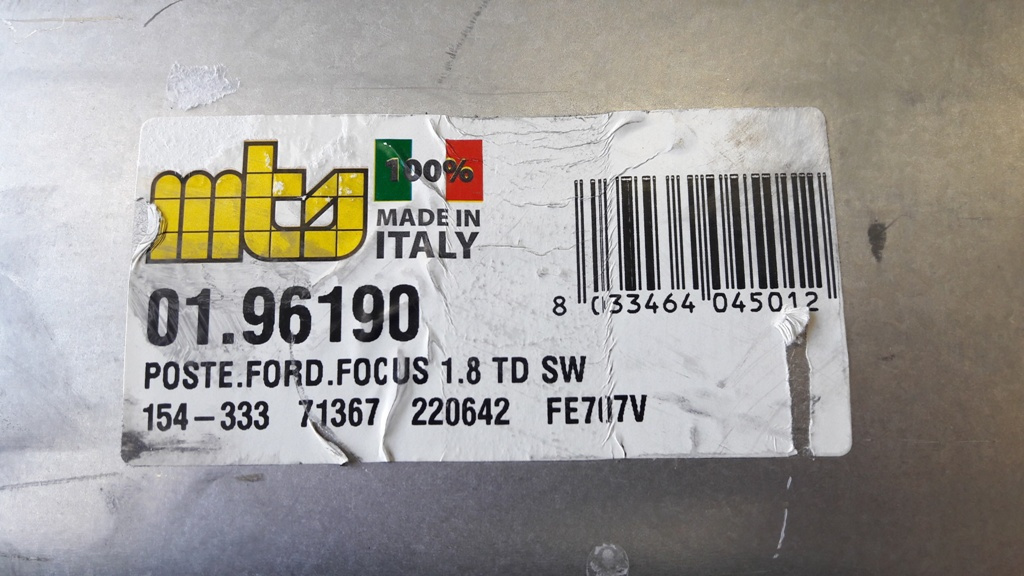 mts
100%
MADE IN
ITALY
01.96190
POSTE.FORD.FOCUS 1.8 TD SW
154-333 71367 220642 FE707V
8 033464 045012